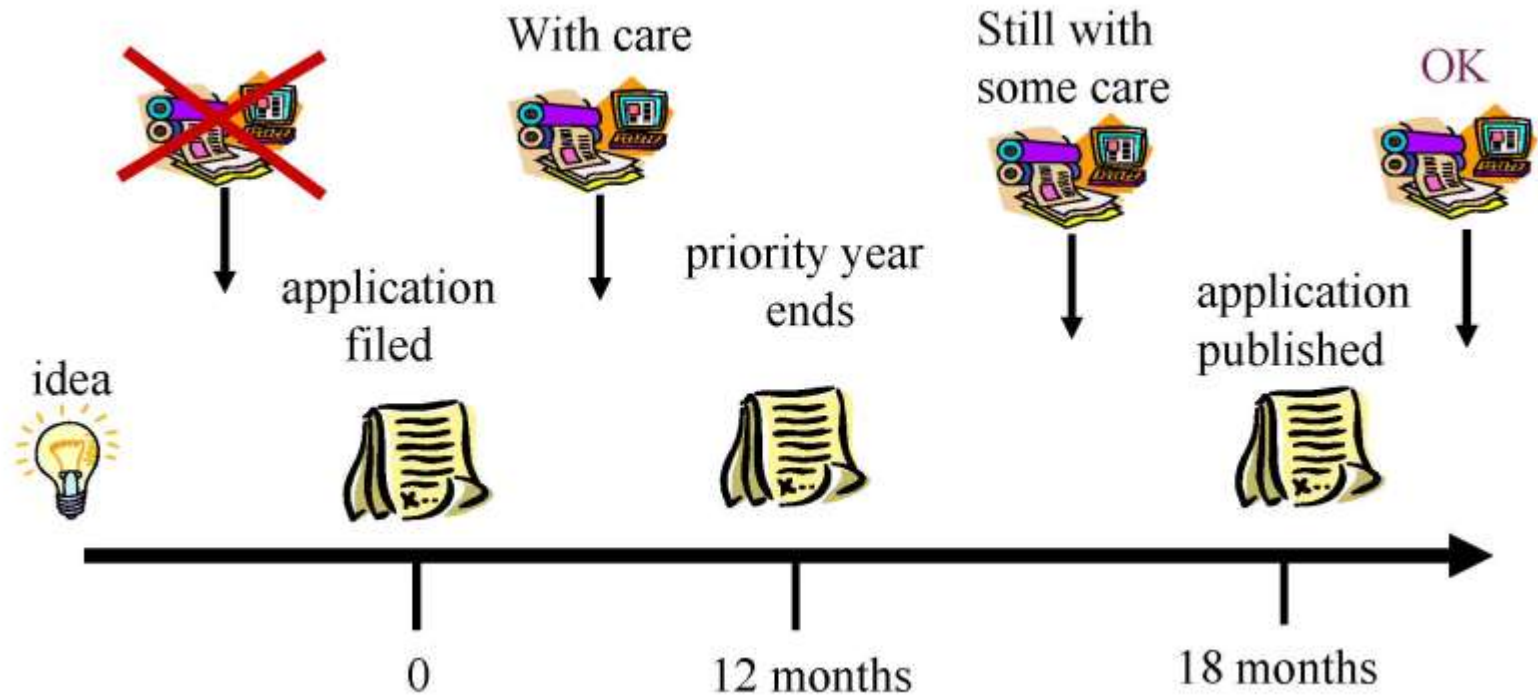 With care
Still with
some care
OK
application
filed
priority year
ends
application
published
idea
0
12 months
18 months